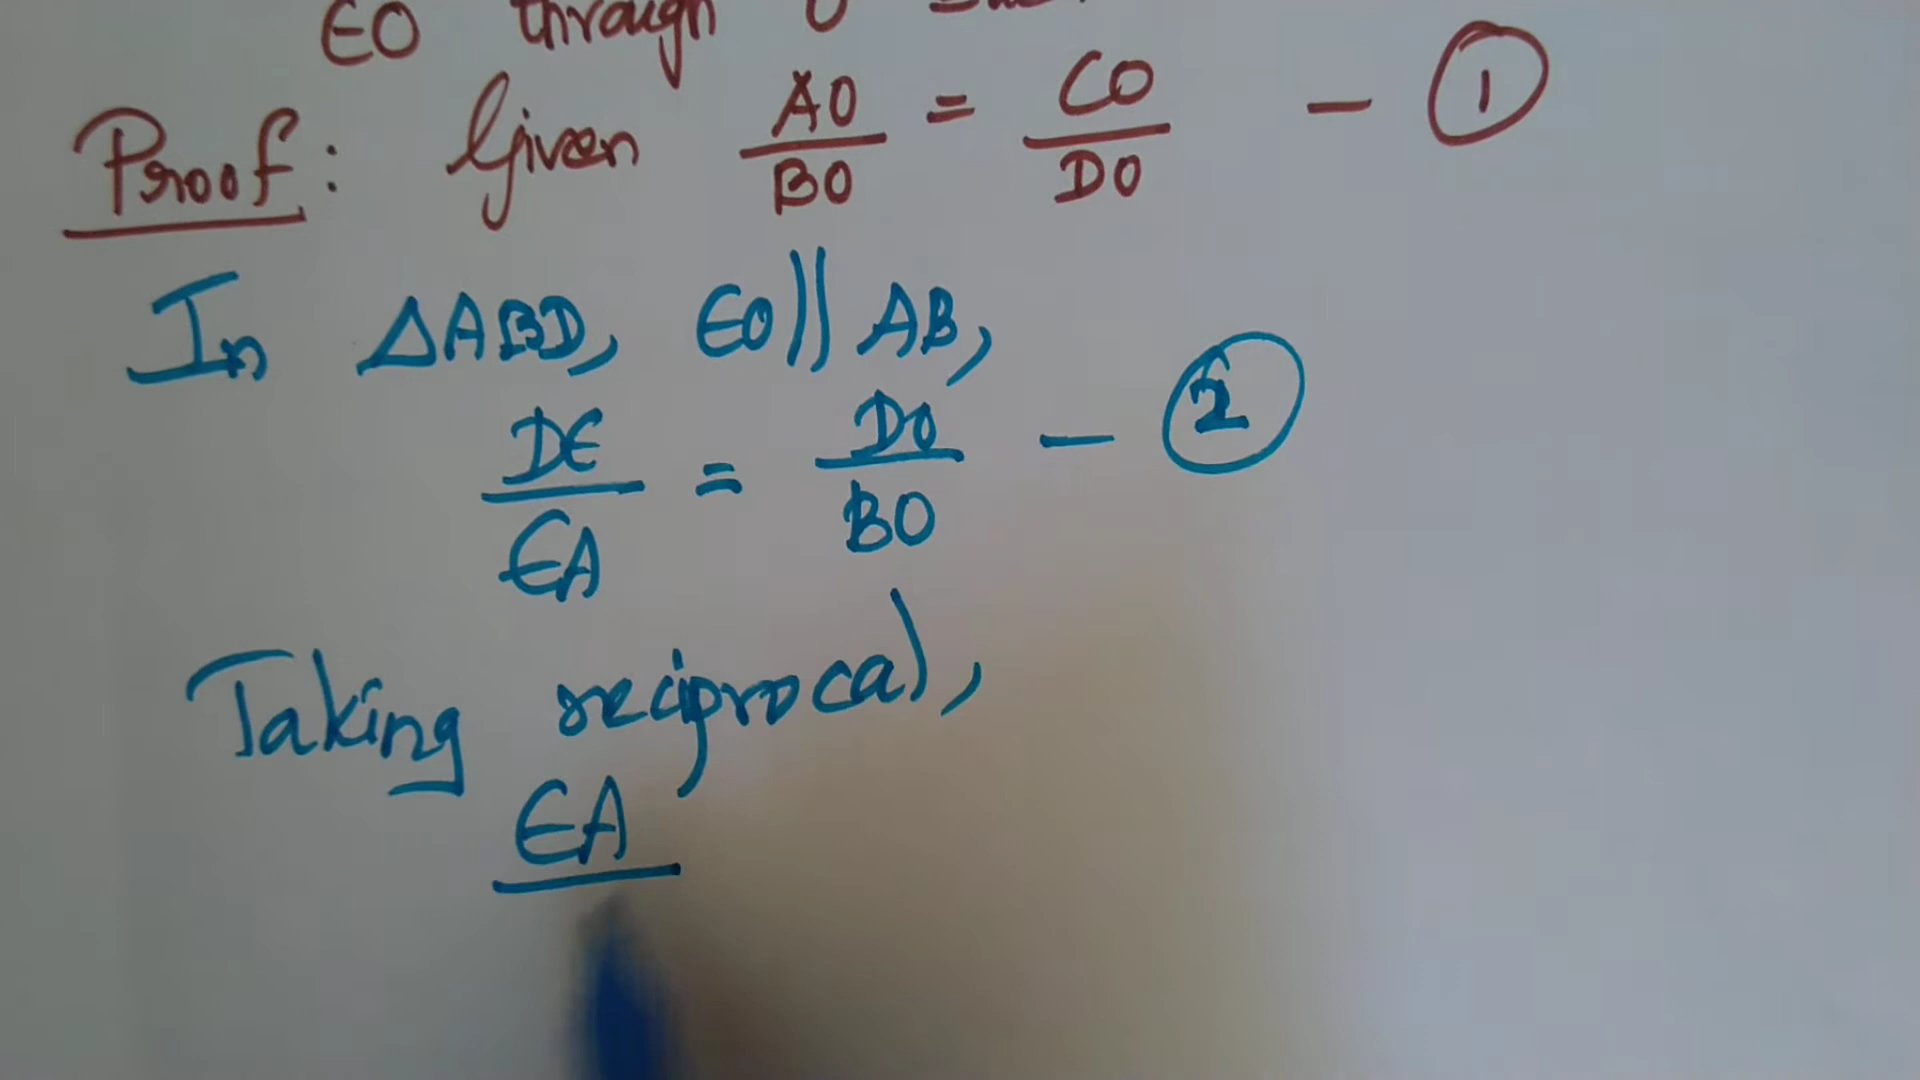 EO through O
Proof: Given AO/BO = CO/DO — ①
In ΔABD, EO || AB,
DE/EA = DO/BO — ②
Taking reciprocal,
EA